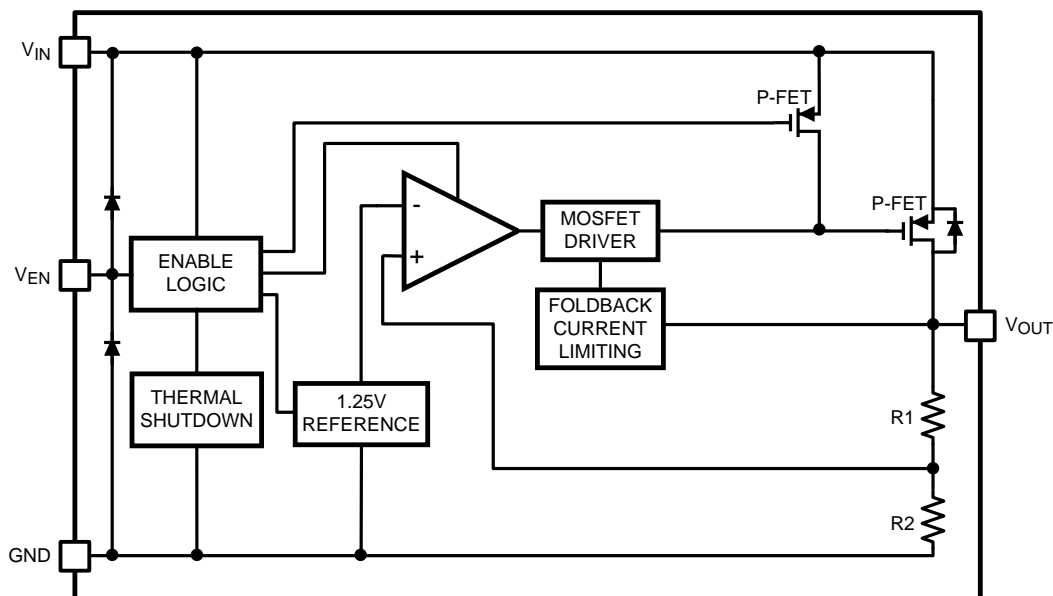 VIN
P-FET
P-FET
-
+
MOSFET
DRIVER
VEN
ENABLE
LOGIC
FOLDBACK
CURRENT
LIMITING
VOUT
THERMAL
SHUTDOWN
1.25V
REFERENCE
R1
R2
GND